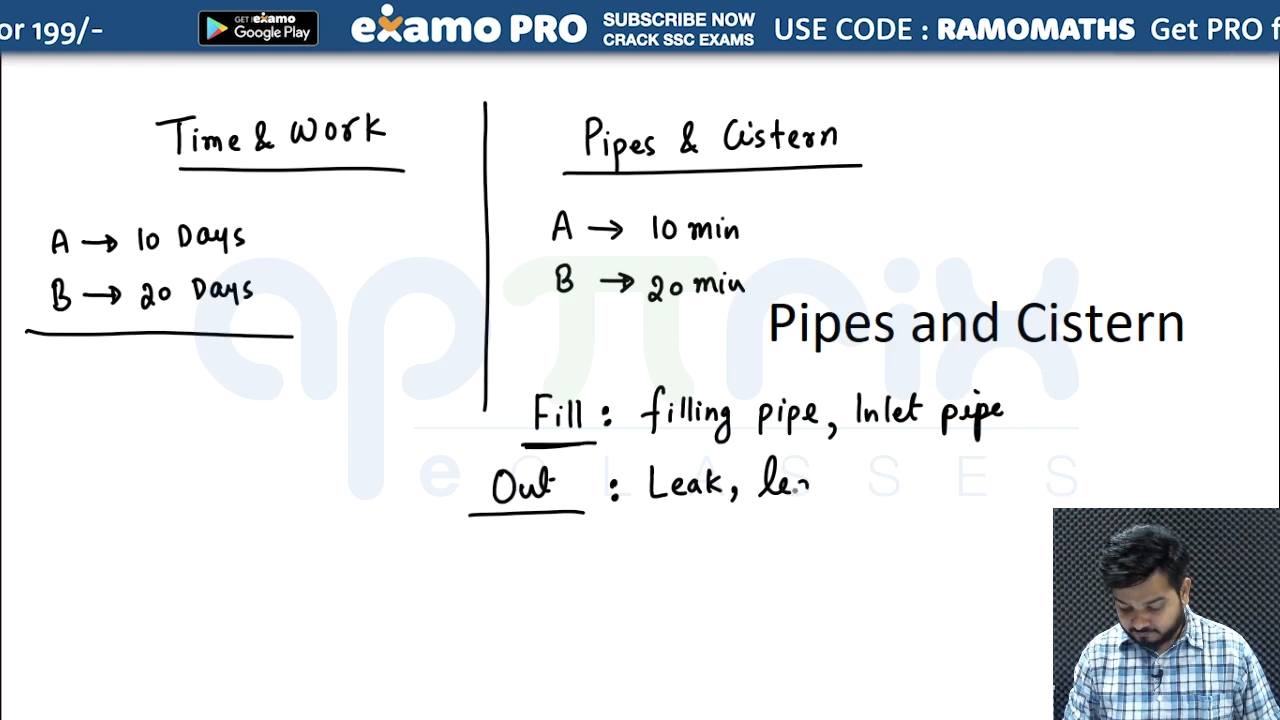 or 199/-
GET IT examo
Google Play
examo PRO
SUBSCRIBE NOW
CRACK SSC EXAMS
USE CODE : RAMOMATHS Get PRO f
Time & Work
A → 10 Days
B → 20 Days
Pipes & Cistern
A → 10 min
B → 20 min
Pipes and Cistern
Fill : filling pipe, Inlet pipe
Out : Leak,
apπrix
e CLASSES